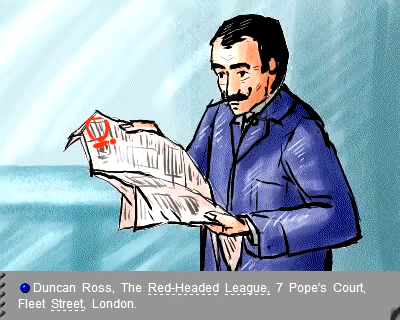 Duncan Ross, The Red-Headed League, 7 Pope's Court,
Fleet Street, London.